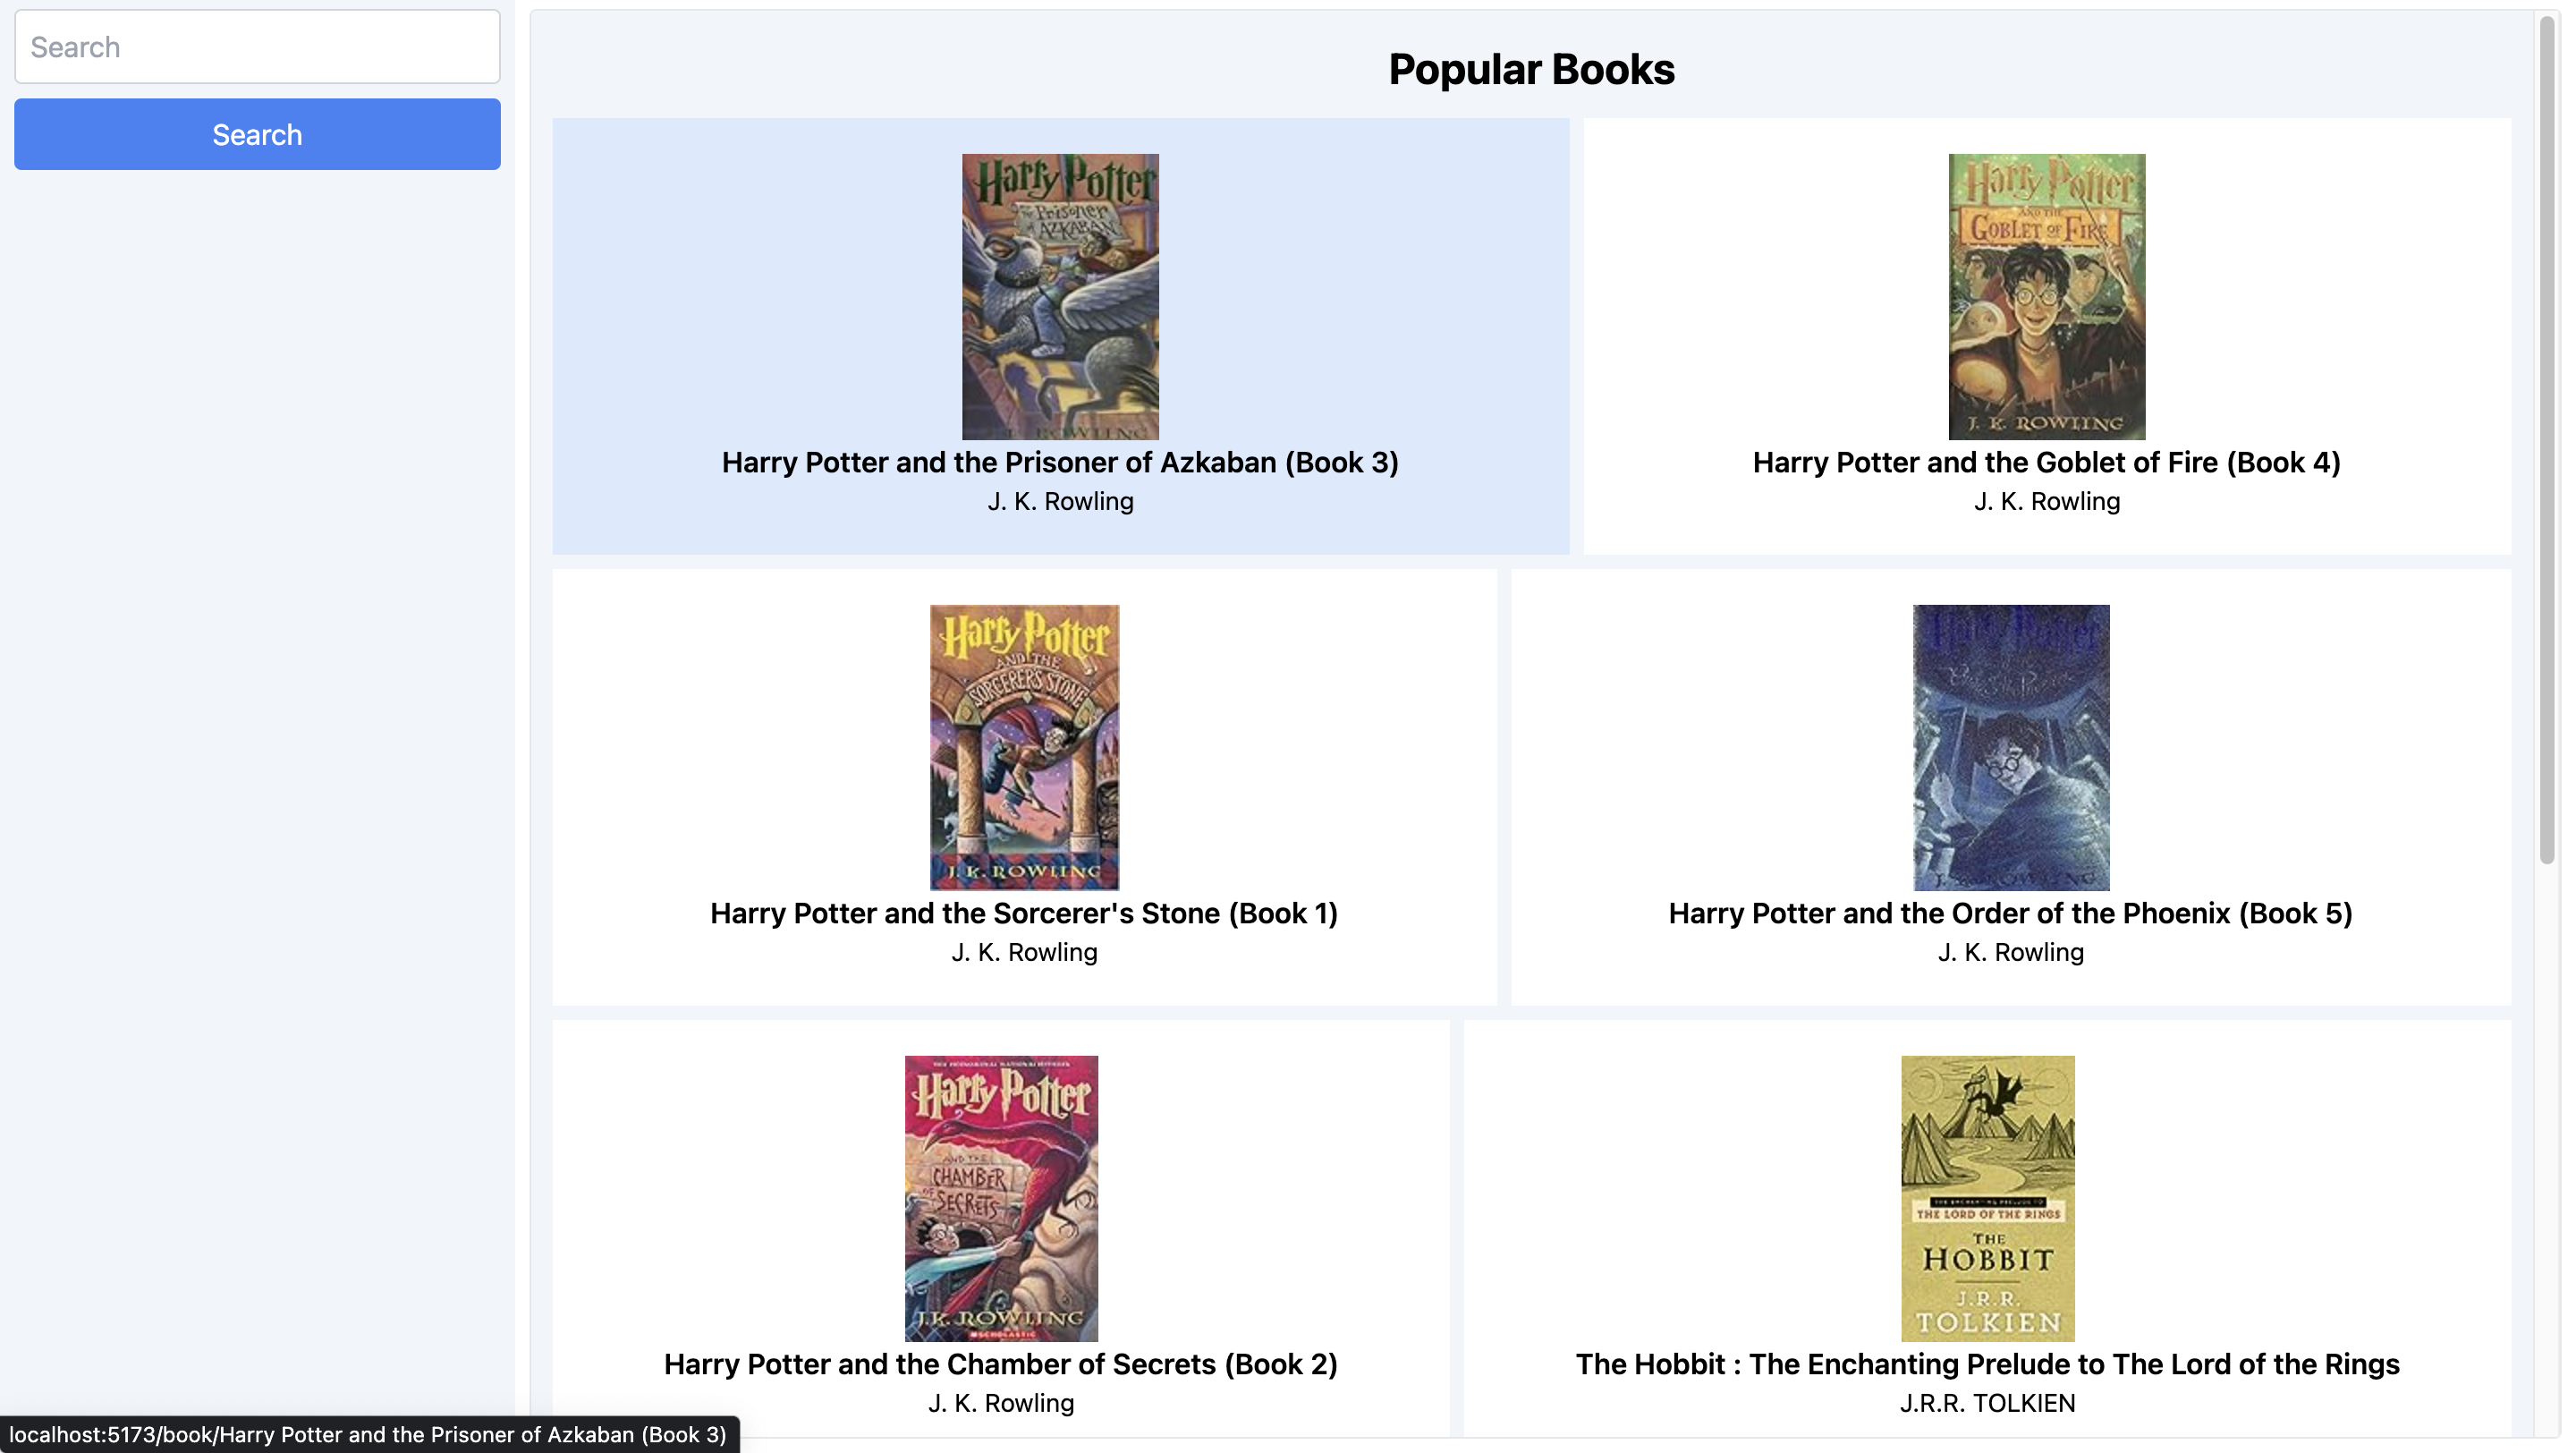 Search
Search
Popular Books
Harry Potter
Prisoner
AZKABAN
Harry Potter and the Prisoner of Azkaban (Book 3)
J. K. Rowling
Harry Potter
AND THE
GOBLET OF FIRE
J. K. ROWLING
Harry Potter and the Goblet of Fire (Book 4)
J. K. Rowling
Harry Potter
AND THE
SORCERER'S STONE
J. K. ROWLING
Harry Potter and the Sorcerer's Stone (Book 1)
J. K. Rowling
Harry Potter
Harry Potter and the Order of the Phoenix (Book 5)
J. K. Rowling
Harry Potter
AND THE
CHAMBER
OF SECRETS
J.K. ROWLING
SCHOLASTIC
Harry Potter and the Chamber of Secrets (Book 2)
J. K. Rowling
THE ENCHANTING PRELUDE TO
THE LORD OF THE RINGS
THE
HOBBIT
J.R.R.
TOLKIEN
The Hobbit : The Enchanting Prelude to The Lord of the Rings
J.R.R. TOLKIEN
localhost:5173/book/Harry Potter and the Prisoner of Azkaban (Book 3)